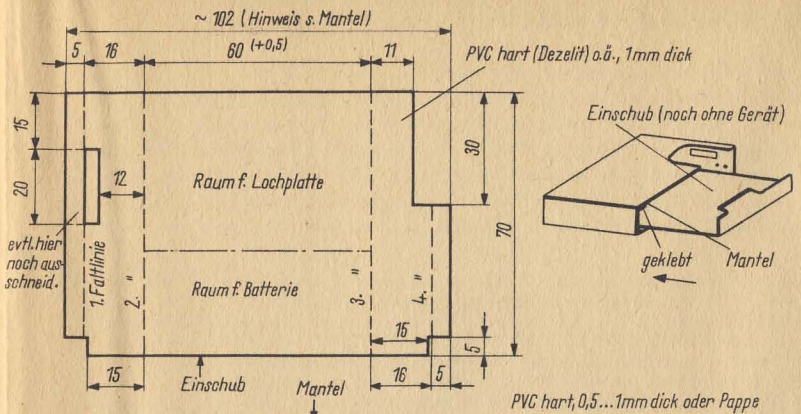 ~ 102 (Hinweis s. Mantel)
5
16
60 (+0,5)
11
PVC hart (Dezelit) o.ä., 1mm dick
15
20
12
Raum f. Lochplatte
30
70
Einschub (noch ohne Gerät)
evtl. hier
noch aus-
schneid.
1. Faltlinie
2. "
Raum f. Batterie
3. "
4. "
geklebt
Mantel
15
5
15
Einschub
16
5
Mantel
PVC hart, 0,5...1mm dick oder Pappe